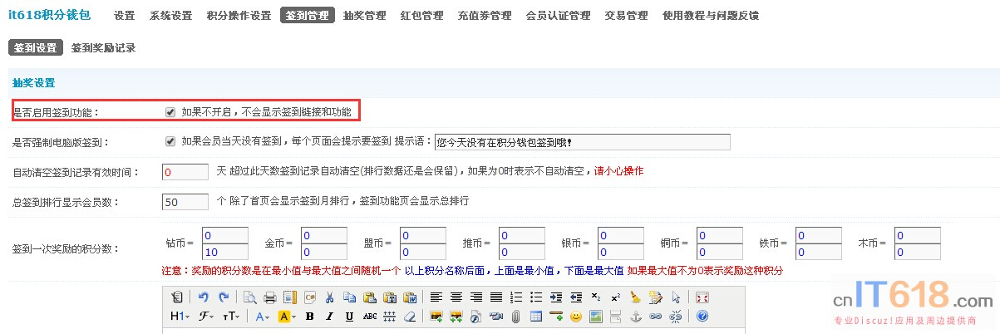 it618积分钱包 设置 系统设置 积分操作设置 签到管理 抽奖管理 红包管理 充值券管理 会员认证管理 交易管理 使用教程与问题反馈
签到设置 签到奖励记录
抽奖设置
是否启用签到功能： 如果不开启，不会显示签到链接和功能
是否强制电脑版签到： 如果会员当天没有签到，每个页面会提示要签到 提示语： 您今天没有在积分钱包签到哦！
自动清空签到记录有效时间： 0 天 超过此天数签到记录自动清空(排行数据还是会保留)，如果为0时表示不自动清空，请小心操作
总签到排行显示会员数： 50 个 除了首页会显示签到月排行，签到功能页会显示总排行
签到一次奖励的积分数： 钻币＝ 0 10 金币＝ 0 0 盟币＝ 0 0 推币＝ 0 0 银币＝ 0 0 铜币＝ 0 0 铁币＝ 0 0 木币＝ 0 0
注意：奖励的积分数是在最小值与最大值之间随机一个 以上积分名称后面，上面是最小值，下面是最大值 如果最大值不为0表示奖励这种积分
H1 F TT A A B I U ABC
cnIT618.com
专业Discuz!应用及周边提供商